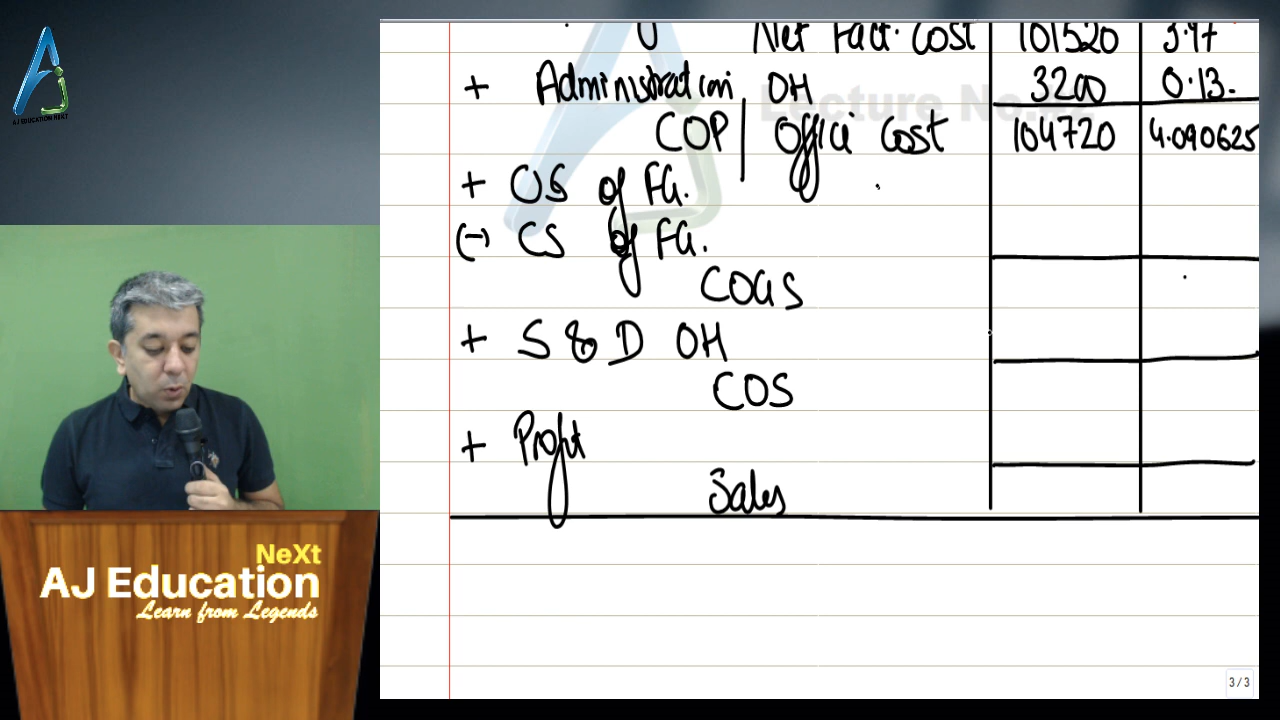 AJ EDUCATION NEXT
Net Fact. Cost 101520 3.97
+ Administration OH 3200 0.13
Lecture No.
COP | Office Cost 104720 4.090625
+ OS of FG.
(-) CS of FG.
COGS
+ S & D OH
COS
+ Profit
Sales
NeXt
AJ Education
Learn from Legends
3/3